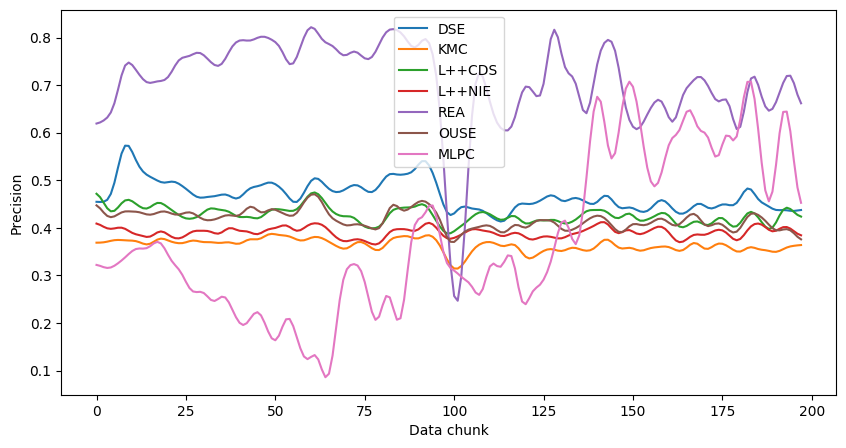 DSE
KMC
L++CDS
L++NIE
REA
OUSE
MLPC
Precision
0.8
0.7
0.6
0.5
0.4
0.3
0.2
0.1
0
25
50
75
100
125
150
175
200
Data chunk